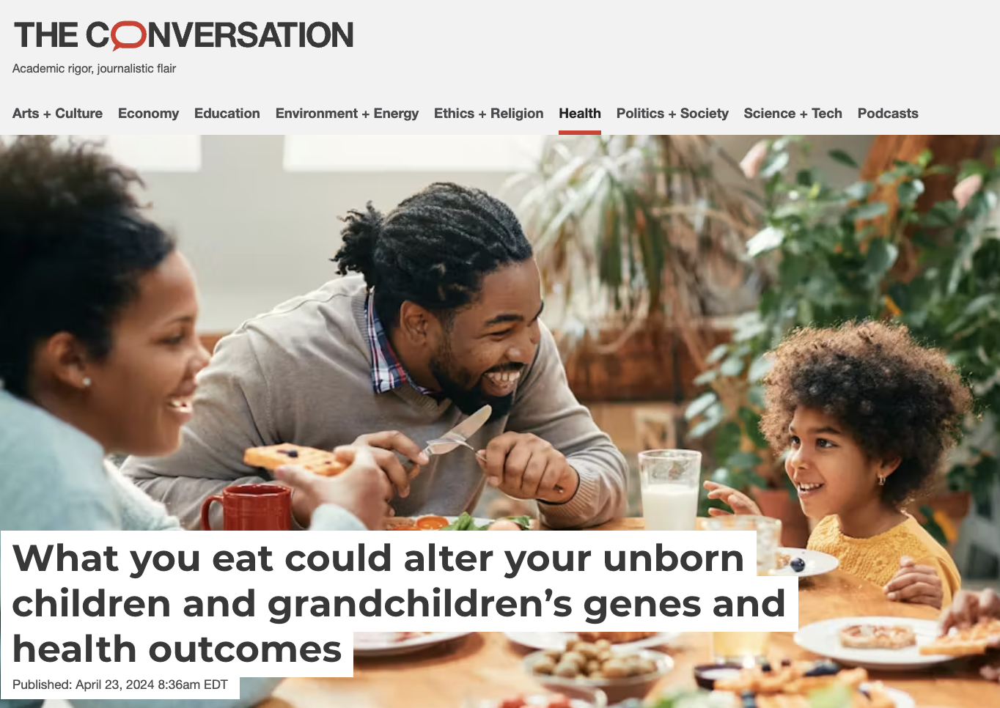 THE CONVERSATION
Academic rigor, journalistic flair
Arts + Culture Economy Education Environment + Energy Ethics + Religion Health Politics + Society Science + Tech Podcasts
What you eat could alter your unborn
children and grandchildren’s genes and
health outcomes
Published: April 23, 2024 8:36am EDT